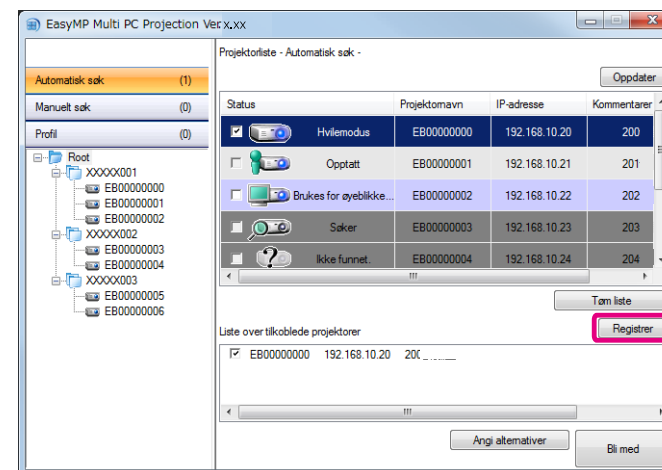 EasyMP Multi PC Projection Ver.x.xx
Projektorliste - Automatisk søk -
Automatisk søk (1)
Oppdater
Manuelt søk (0)
Profil (0)
Root
XXXXX001
EB00000000
EB00000001
EB00000002
XXXXX002
EB00000003
EB00000004
XXXXX003
EB00000005
EB00000006
Status Projektornavn IP-adresse Kommentarer
Hvilemodus EB00000000 192.168.10.20 200
Opptatt EB00000001 192.168.10.21 201
Brukes for øyeblikke... EB00000002 192.168.10.22 202
Søker EB00000003 192.168.10.23 203
Ikke funnet. EB00000004 192.168.10.24 204
Tøm liste
Liste over tilkoblede projektorer
Registrer
EB00000000 192.168.10.20 200
Angi alternativer
Bli med